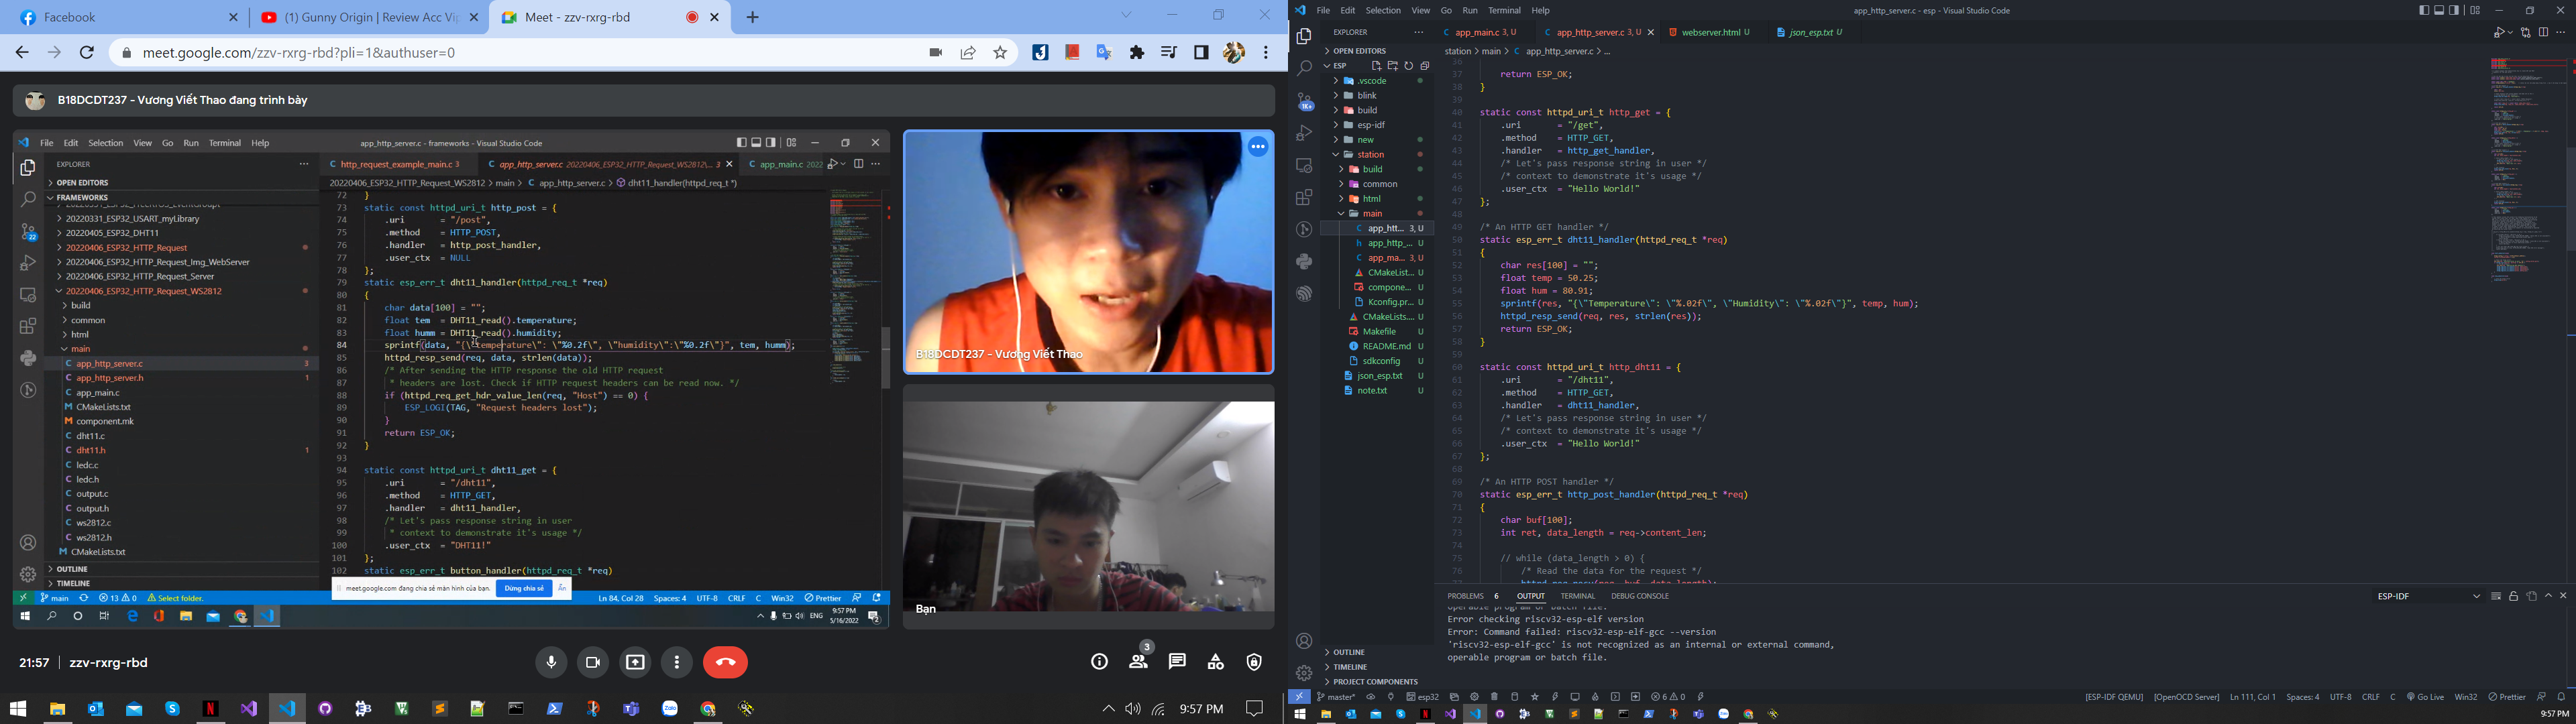 Facebook
(1) Gunny Origin | Review Acc Vip
Meet - zzv-rxrg-rbd
meet.google.com/zzv-rxrg-rbd?pli=1&authuser=0
B18DCDT237 - Vương Viết Thao đang trình bày
File Edit Selection View Go Run Terminal Help
app_http_server.c - frameworks - Visual Studio Code
EXPLORER
http_request_example_main.c 3
app_http_server.c 20220406_ESP32_HTTP_Request_WS2812\... 3
app_main.c 2022
OPEN EDITORS
FRAMEWORKS
20220331_ESP32_USART_myLibrary
20220405_ESP32_DHT11
20220406_ESP32_HTTP_Request
20220406_ESP32_HTTP_Request_Img_WebServer
20220406_ESP32_HTTP_Request_Server
20220406_ESP32_HTTP_Request_WS2812
build
common
html
main
app_http_server.c 3
app_http_server.h 1
app_main.c
CMakeLists.txt
component.mk
dht11.c
dht11.h 1
ledc.c
ledc.h
output.c
output.h
ws2812.c
ws2812.h
CMakeLists.txt
OUTLINE
TIMELINE
22
20220406_ESP32_HTTP_Request_WS2812 > main > C app_http_server.c > dht11_handler(httpd_req_t *)
72 }
73 static const httpd_uri_t http_post = {
74 .uri = "/post",
75 .method = HTTP_POST,
76 .handler = http_post_handler,
77 .user_ctx = NULL
78 };
79 static esp_err_t dht11_handler(httpd_req_t *req)
80 {
81 char data[100] = "";
82 float tem = DHT11_read().temperature;
83 float humm = DHT11_read().humidity;
84 sprintf(data, "{\"temperature\": \"%0.2f\", \"humidity\":\"%0.2f\"}", tem, humm);
85 httpd_resp_send(req, data, strlen(data));
86 /* After sending the HTTP response the old HTTP request
87 * headers are lost. Check if HTTP request headers can be read now. */
88 if (httpd_req_get_hdr_value_len(req, "Host") == 0) {
89 ESP_LOGI(TAG, "Request headers lost");
90 }
91 return ESP_OK;
92 }
93
94 static const httpd_uri_t dht11_get = {
95 .uri = "/dht11",
96 .method = HTTP_GET,
97 .handler = dht11_handler,
98 /* Let's pass response string in user
99 * context to demonstrate it's usage */
100 .user_ctx = "DHT11!"
101 };
102 static esp_err_t button_handler(httpd_req_t *req)
meet.google.com đang chia sẻ màn hình của bạn. Dừng chia sẻ Ẩn
main 13 0 Select folder. Ln 84, Col 28 Spaces: 4 UTF-8 CRLF C Win32 Prettier
ENG 9:57 PM
5/16/2022
B18DCDT237 - Vương Viết Thao
Bạn
21:57 | zzv-rxrg-rbd
3
9:57 PM
File Edit Selection View Go Run Terminal Help
app_http_server.c - esp - Visual Studio Code
EXPLORER
app_main.c 3, U
app_http_server.c 3, U
webserver.html U
json_esp.txt U
OPEN EDITORS
ESP
.vscode
blink
build
esp-idf
new
station
build
common
html
main
app_htt... 3, U
app_http_... U
app_ma... 3, U
CMakeList... U
compone... U
Kconfig.pr... U
CMakeLists.... U
Makefile U
README.md U
sdkconfig U
json_esp.txt U
note.txt U
OUTLINE
TIMELINE
PROJECT COMPONENTS
1K+
station > main > C app_http_server.c > ...
36
37 return ESP_OK;
38 }
39
40 static const httpd_uri_t http_get = {
41 .uri = "/get",
42 .method = HTTP_GET,
43 .handler = http_get_handler,
44 /* Let's pass response string in user */
45 /* context to demonstrate it's usage */
46 .user_ctx = "Hello World!"
47 };
48
49 /* An HTTP GET handler */
50 static esp_err_t dht11_handler(httpd_req_t *req)
51 {
52 char res[100] = "";
53 float temp = 50.25;
54 float hum = 80.91;
55 sprintf(res, "{\"Temperature\": \"%.02f\", \"Humidity\": \"%.02f\"}", temp, hum);
56 httpd_resp_send(req, res, strlen(res));
57 return ESP_OK;
58 }
59
60 static const httpd_uri_t http_dht11 = {
61 .uri = "/dht11",
62 .method = HTTP_GET,
63 .handler = dht11_handler,
64 /* Let's pass response string in user */
65 /* context to demonstrate it's usage */
66 .user_ctx = "Hello World!"
67 };
68
69 /* An HTTP POST handler */
70 static esp_err_t http_post_handler(httpd_req_t *req)
71 {
72 char buf[100];
73 int ret, data_length = req->content_len;
74
75 // while (data_length > 0) {
76 /* Read the data for the request */
PROBLEMS 6 OUTPUT TERMINAL DEBUG CONSOLE ESP-IDF
operable program or batch file.
Error checking riscv32-esp-elf version
Error: Command failed: riscv32-esp-elf-gcc --version
'riscv32-esp-elf-gcc' is not recognized as an internal or external command,
operable program or batch file.
master* esp32 6 0 [ESP-IDF QEMU] [OpenOCD Server] Ln 111, Col 1 Spaces: 4 UTF-8 CRLF C Go Live Win32 Prettier
9:57 PM